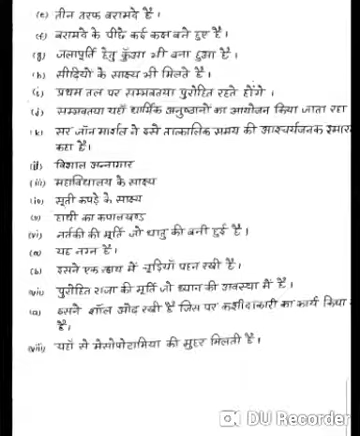 (e) तीन तरफ बरामदे हैं।
(f) बरामदे के पीछे कई कक्ष बने हुए हैं।
(g) जलापूर्ति हेतु कुँआ भी बना हुआ है।
(h) सीढ़ियों के साक्ष्य भी मिलते हैं।
(i) प्रथम तल पर सम्भवतया पुरोहित रहते होंगे।
(j) सम्भवतया यहाँ धार्मिक अनुष्ठानों का आयोजन किया जाता रहा
(k) सर जॉन मार्शल ने इसे तात्कालिक समय की आश्चर्यजनक इमार
कहा है।
(ii) विशाल अन्नागार
(iii) महाविद्यालय के साक्ष्य
(iv) सूती कपड़े के साक्ष्य
(v) हाथी का कपालखण्ड
(vi) नर्तकी की मूर्ति जो धातु की बनी हुई है।
(a) यह नग्न है।
(b) इसने एक हाथ में चूड़ियाँ पहन रखी हैं।
(vii) पुरोहित राजा की मूर्ति जो ध्यान की अवस्था में है।
(a) इसने शॉल ओढ़ रखी है जिस पर कशीदाकारी का कार्य किया
है।
(viii) यहाँ से मेसोपोटामिया की मुहर मिलती है।
DU Recorder